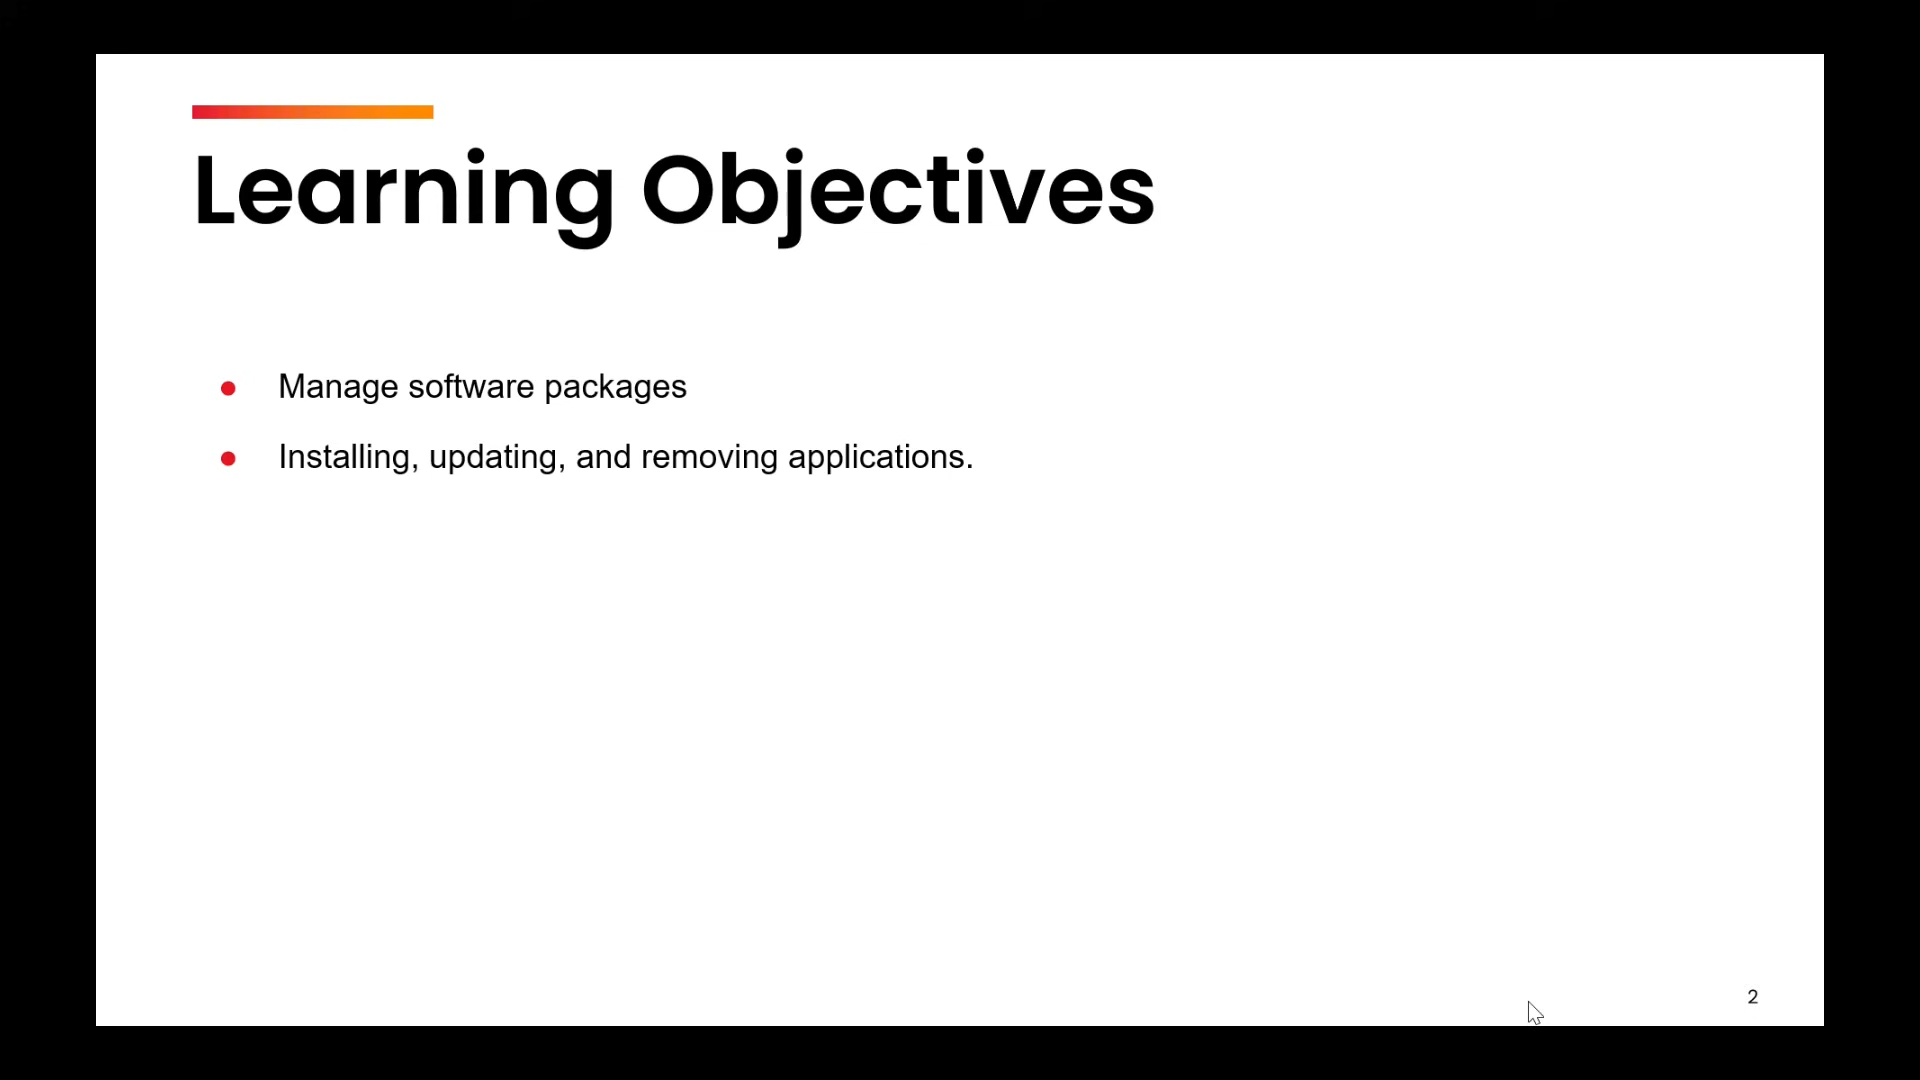 Learning Objectives
Manage software packages
Installing, updating, and removing applications.
2